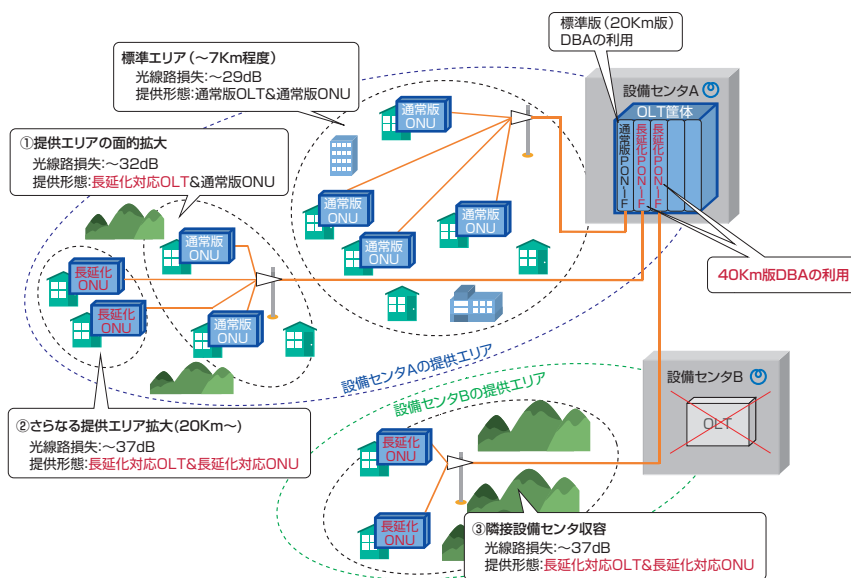 標準版(20Km版)
DBAの利用
標準エリア(~7Km程度)
光線路損失:~29dB
提供形態:通常版OLT&通常版ONU
設備センタA
OLT筐体
通常版PON-IF
長延化PON-IF
長延化PON-IF
通常版
ONU
①提供エリアの面的拡大
光線路損失:~32dB
提供形態:長延化対応OLT&通常版ONU
通常版
ONU
通常版
ONU
通常版
ONU
通常版
ONU
長延化
ONU
長延化
ONU
通常版
ONU
40Km版DBAの利用
設備センタAの提供エリア
設備センタBの提供エリア
設備センタB
OLT
②さらなる提供エリア拡大(20Km~)
光線路損失:~37dB
提供形態:長延化対応OLT&長延化対応ONU
長延化
ONU
長延化
ONU
③隣接設備センタ収容
光線路損失:~37dB
提供形態:長延化対応OLT&長延化対応ONU